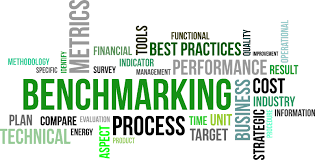 METRICS
TOOLS
FUNCTIONAL
QUALITY
OPERATIONAL
METHODOLOGY
IDENTIFY
FINANCIAL
BEST PRACTICES
IMPROVEMENT
SPECIFIC
SURVEY
INDICATOR
MANAGEMENT
PERFORMANCE
RESULT
BENCHMARKING
BUSINESS
COST
INDUSTRY
PLAN
COMPARE
EVALUATION
PROCESS
TIME
UNIT
STRATEGIC
INFORMATION
TECHNICAL
ENERGY
ASPECT
PRODUCT
TARGET